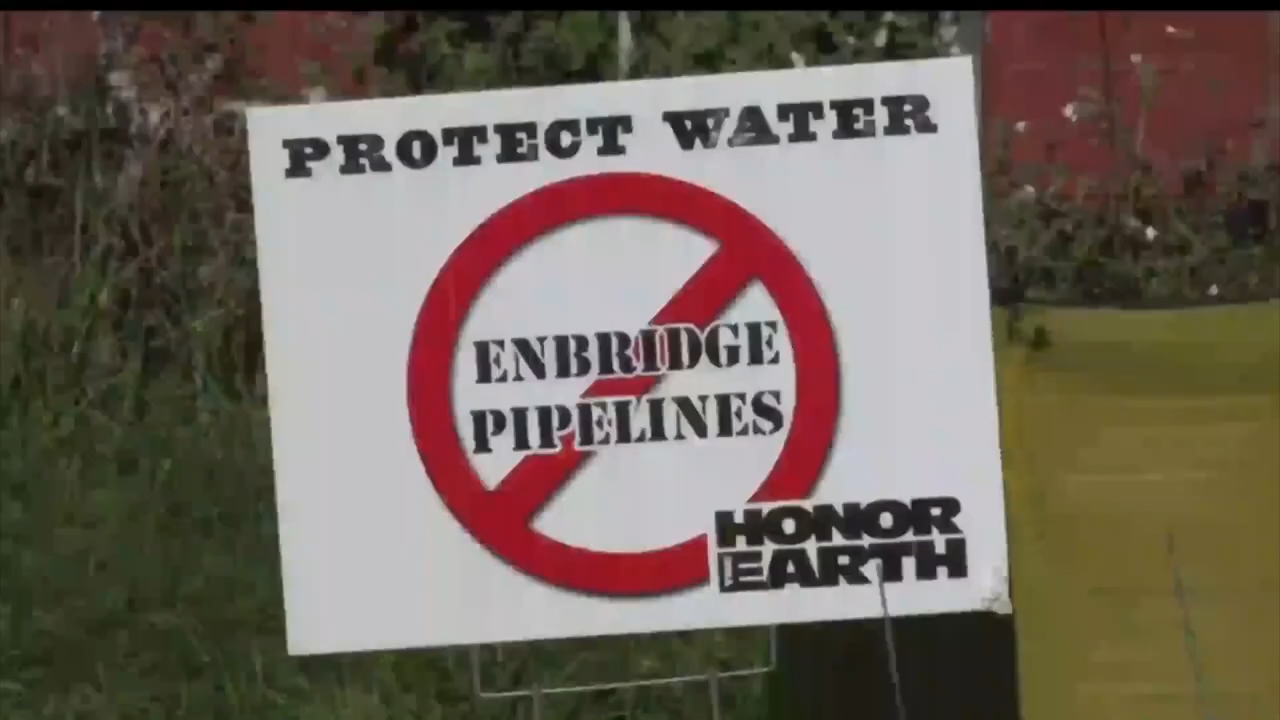 PROTECT WATER
ENBRIDGE
PIPELINES
HONOR
EARTH